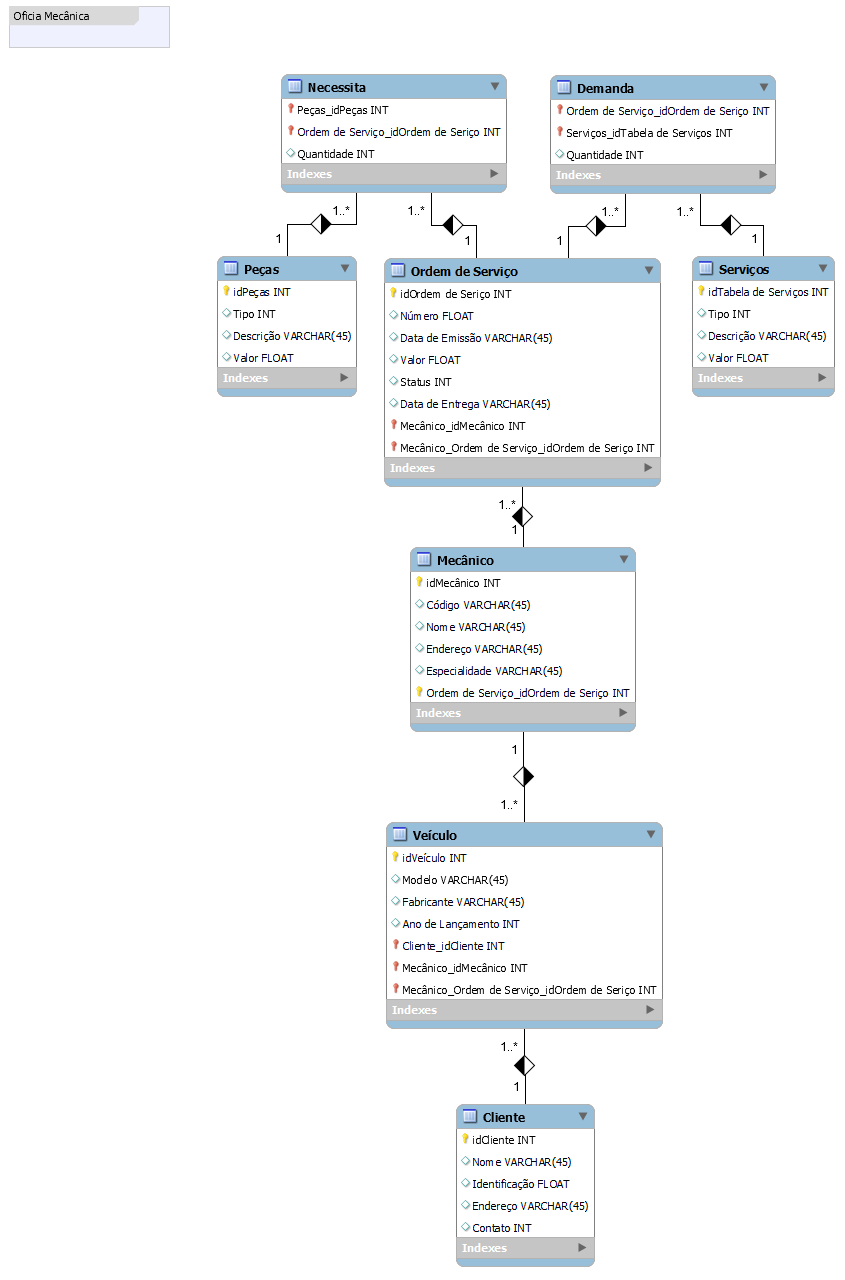 Oficia Mecânica
Necessita
Peças_idPeças INT
Ordem de Serviço_idOrdem de Seriço INT
Quantidade INT
Indexes
Demanda
Ordem de Serviço_idOrdem de Seriço INT
Serviços_idTabela de Serviços INT
Quantidade INT
Indexes
1..*
1
1..*
1
1..*
1
1..*
1
Peças
idPeças INT
Tipo INT
Descrição VARCHAR(45)
Valor FLOAT
Indexes
Ordem de Serviço
idOrdem de Seriço INT
Número FLOAT
Data de Emissão VARCHAR(45)
Valor FLOAT
Status INT
Data de Entrega VARCHAR(45)
Mecânico_idMecânico INT
Mecânico_Ordem de Serviço_idOrdem de Seriço INT
Indexes
Serviços
idTabela de Serviços INT
Tipo INT
Descrição VARCHAR(45)
Valor FLOAT
Indexes
1..*
1
Mecânico
idMecânico INT
Código VARCHAR(45)
Nome VARCHAR(45)
Endereço VARCHAR(45)
Especialidade VARCHAR(45)
Ordem de Serviço_idOrdem de Seriço INT
Indexes
1
1..*
Veículo
idVeículo INT
Modelo VARCHAR(45)
Fabricante VARCHAR(45)
Ano de Lançamento INT
Cliente_idCliente INT
Mecânico_idMecânico INT
Mecânico_Ordem de Serviço_idOrdem de Seriço INT
Indexes
1..*
1
Cliente
idCliente INT
Nome VARCHAR(45)
Identificação FLOAT
Endereço VARCHAR(45)
Contato INT
Indexes